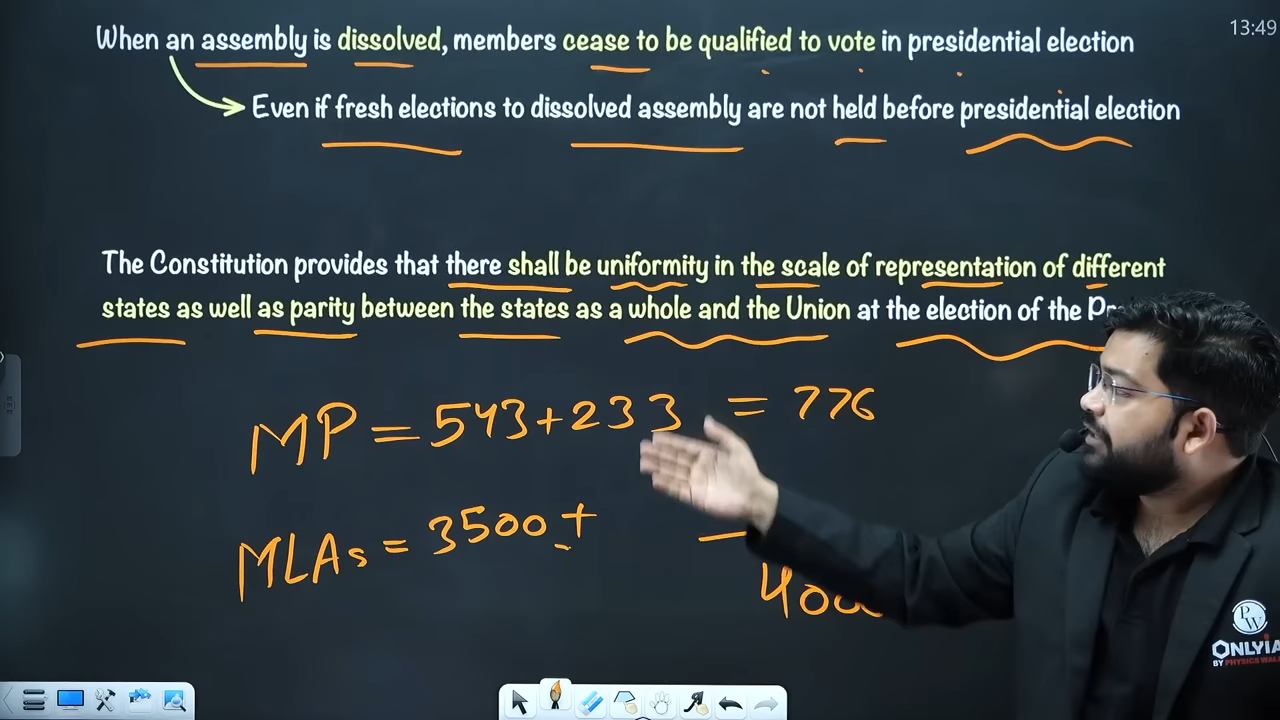 13:49
When an assembly is dissolved, members cease to be qualified to vote in presidential election
Even if fresh elections to dissolved assembly are not held before presidential election
The Constitution provides that there shall be uniformity in the scale of representation of different
states as well as parity between the states as a whole and the Union at the election of the
MP = 543+233 = 776
MLAs = 3500+
PW
ONLYIA
BY PHYSICS WALL